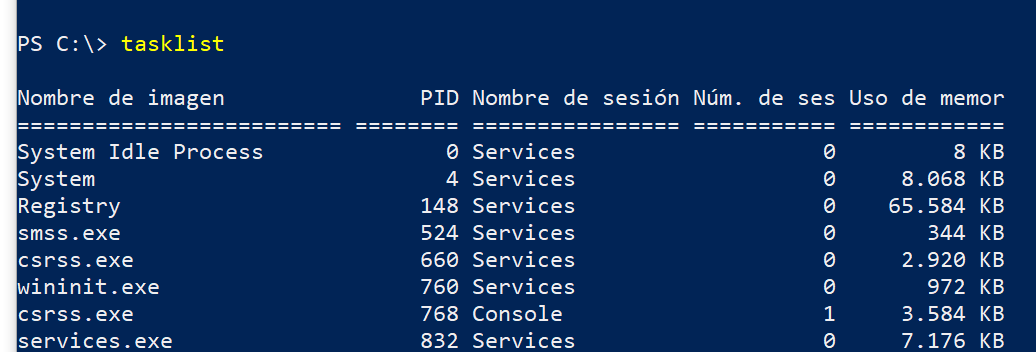 PS C:\> tasklist
Nombre de imagen                 PID Nombre de sesión Núm. de ses Uso de memor
========================= ======== ================ =========== ============
System Idle Process                0 Services                   0         8 KB
System                             4 Services                   0     8.068 KB
Registry                         148 Services                   0    65.584 KB
smss.exe                         524 Services                   0       344 KB
csrss.exe                        660 Services                   0     2.920 KB
wininit.exe                      760 Services                   0       972 KB
csrss.exe                        768 Console                    1     3.584 KB
services.exe                     832 Services                   0     7.176 KB